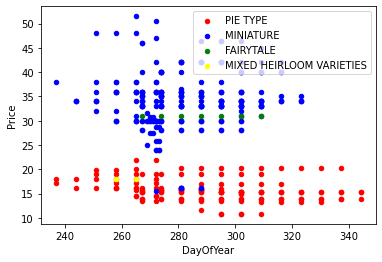 PIE TYPE
MINIATURE
FAIRYTALE
MIXED HEIRLOOM VARIETIES
Price
50
45
40
35
30
25
20
15
10
240
260
280
300
320
340
DayOfYear